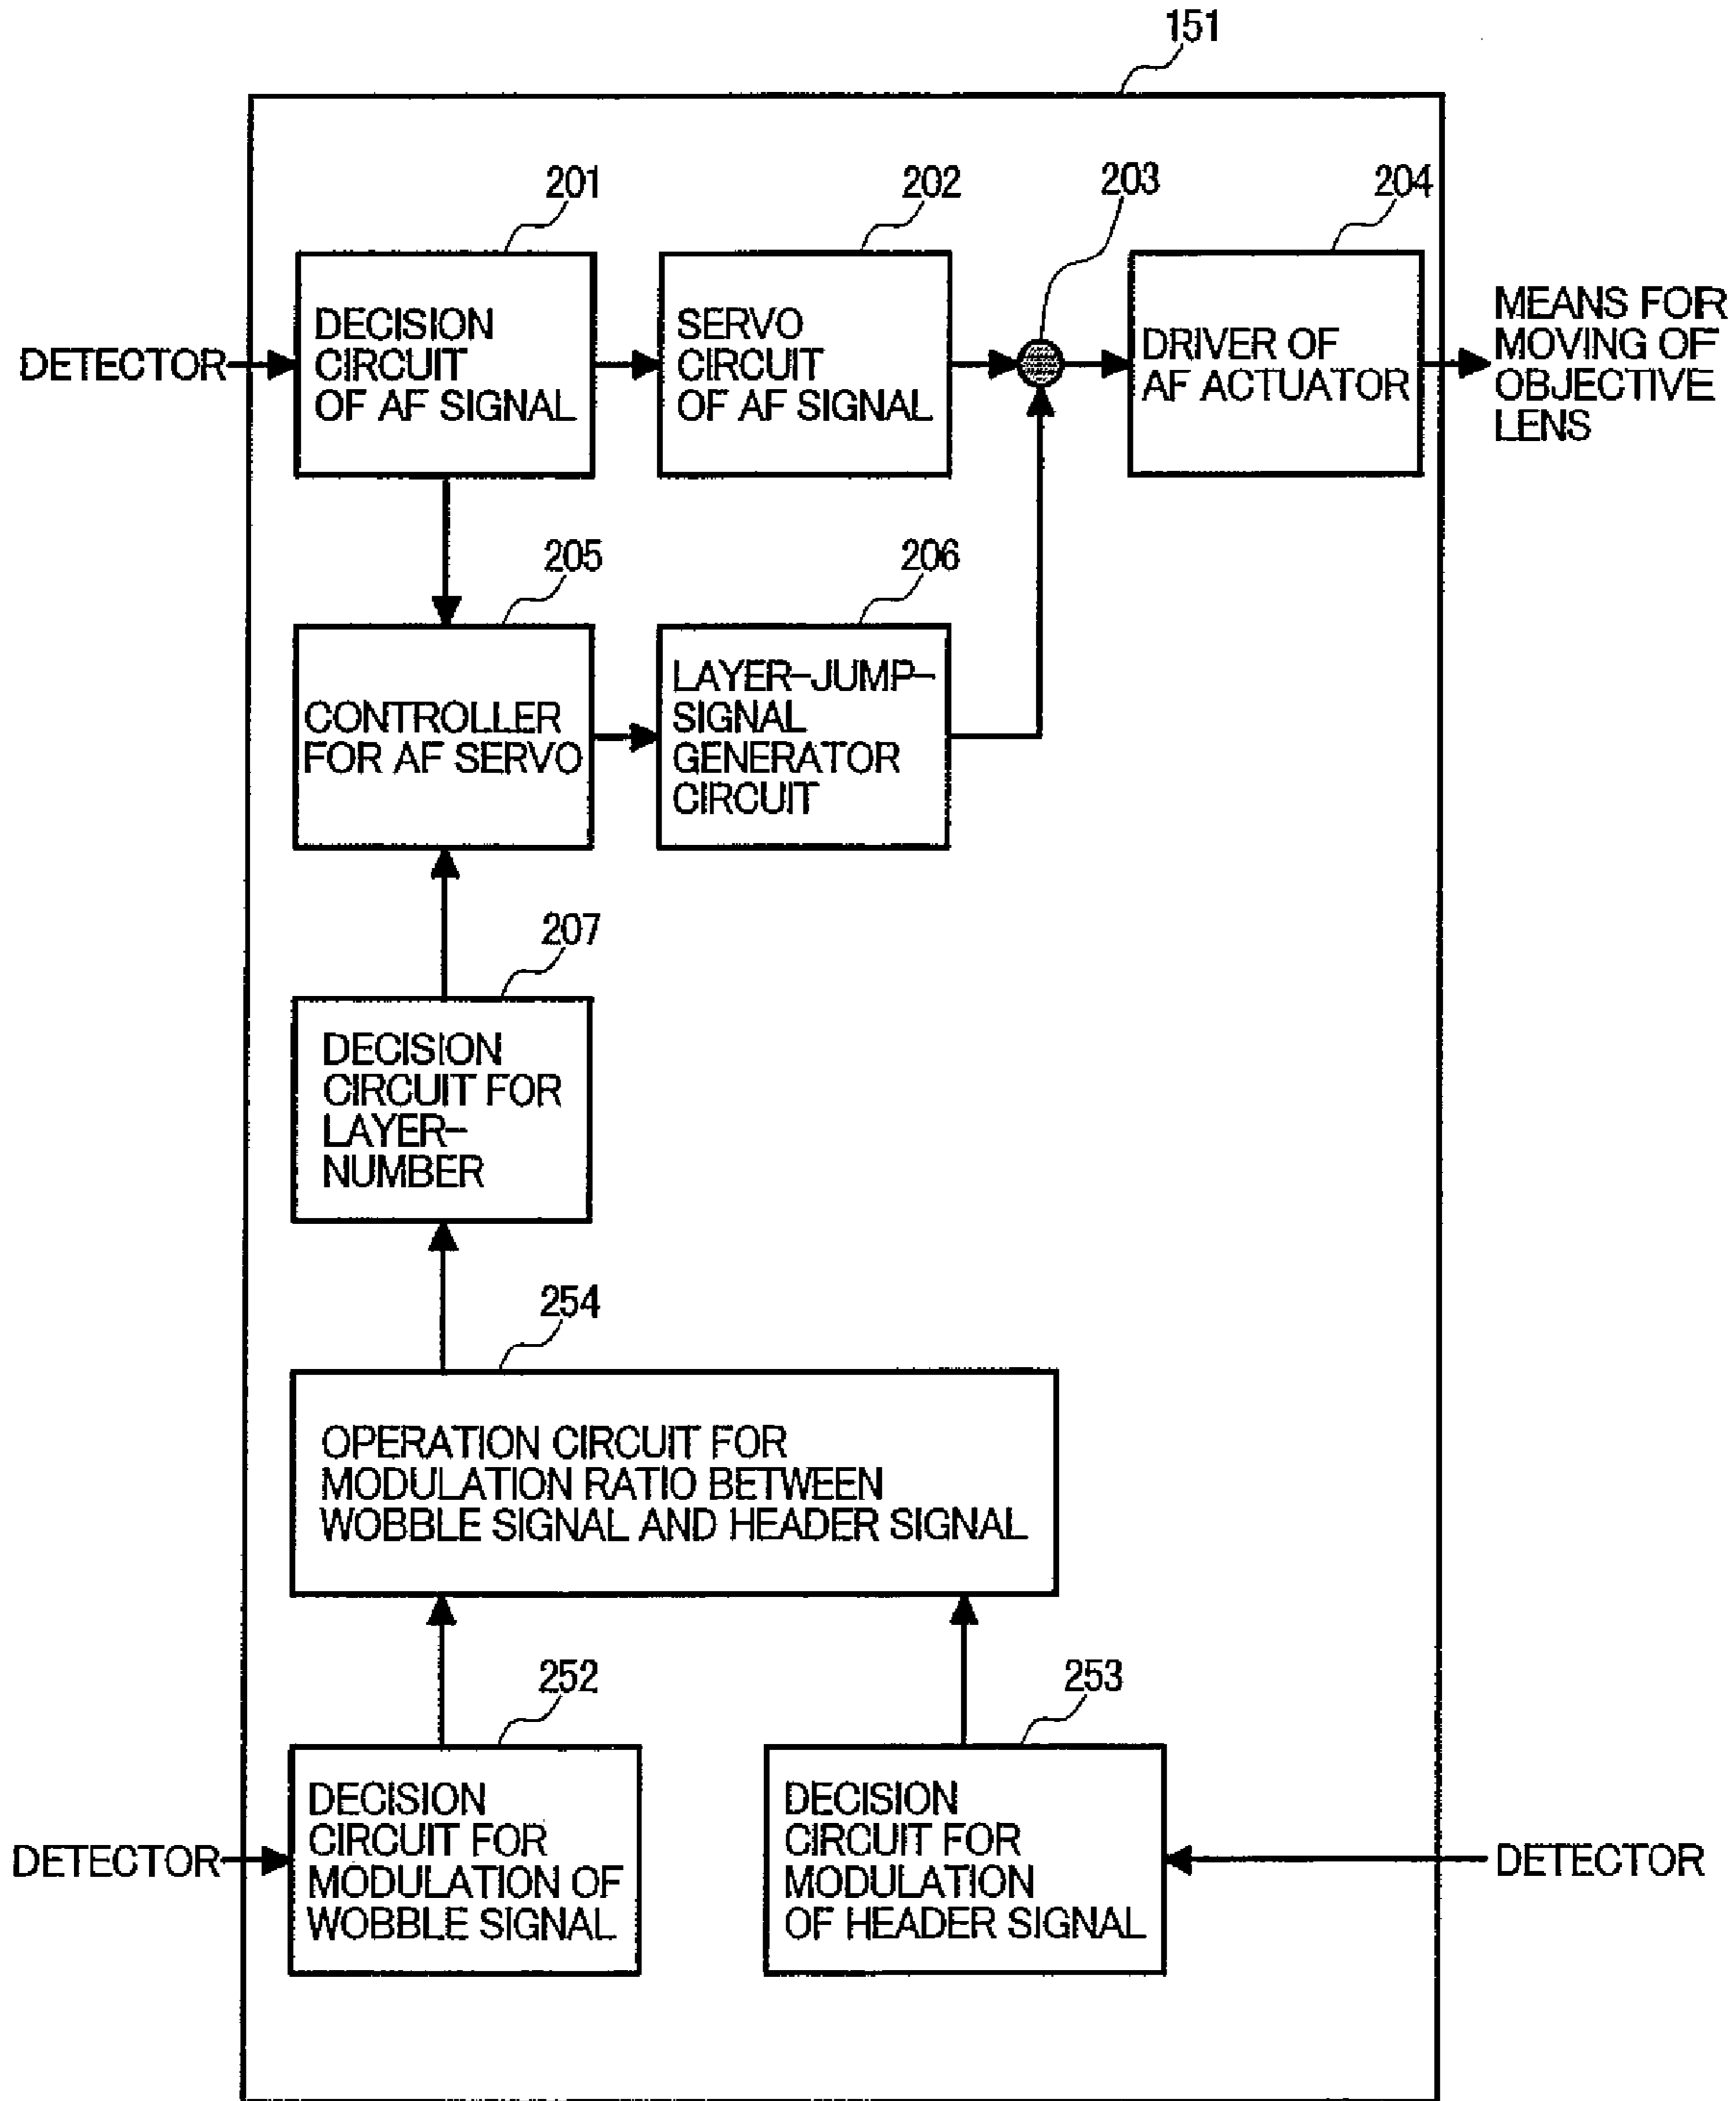 151
201
202
203
204
DETECTOR
DECISION
CIRCUIT
OF AF SIGNAL
SERVO
CIRCUIT
OF AF SIGNAL
DRIVER OF
AF ACTUATOR
MEANS FOR
MOVING OF
OBJECTIVE
LENS
205
206
CONTROLLER
FOR AF SERVO
LAYER-JUMP-
SIGNAL
GENERATOR
CIRCUIT
207
DECISION
CIRCUIT FOR
LAYER-
NUMBER
254
OPERATION CIRCUIT FOR
MODULATION RATIO BETWEEN
WOBBLE SIGNAL AND HEADER SIGNAL
252
253
DETECTOR
DECISION
CIRCUIT FOR
MODULATION OF
WOBBLE SIGNAL
DECISION
CIRCUIT FOR
MODULATION
OF HEADER SIGNAL
DETECTOR